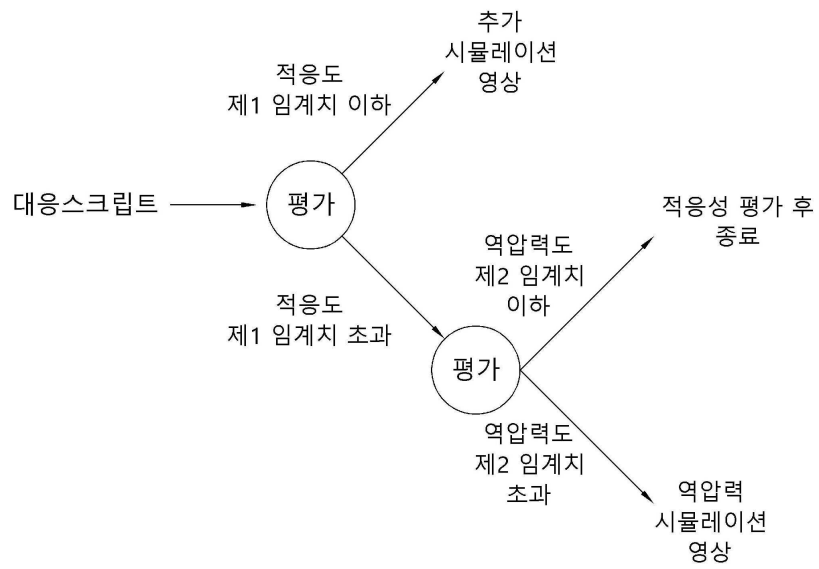 추가
시뮬레이션
영상
적응도
제1 임계치 이하
대응스크립트
평가
적응성 평가 후
종료
역압력도
제2 임계치
이하
적응도
제1 임계치 초과
평가
역압력도
제2 임계치
초과
역압력
시뮬레이션
영상